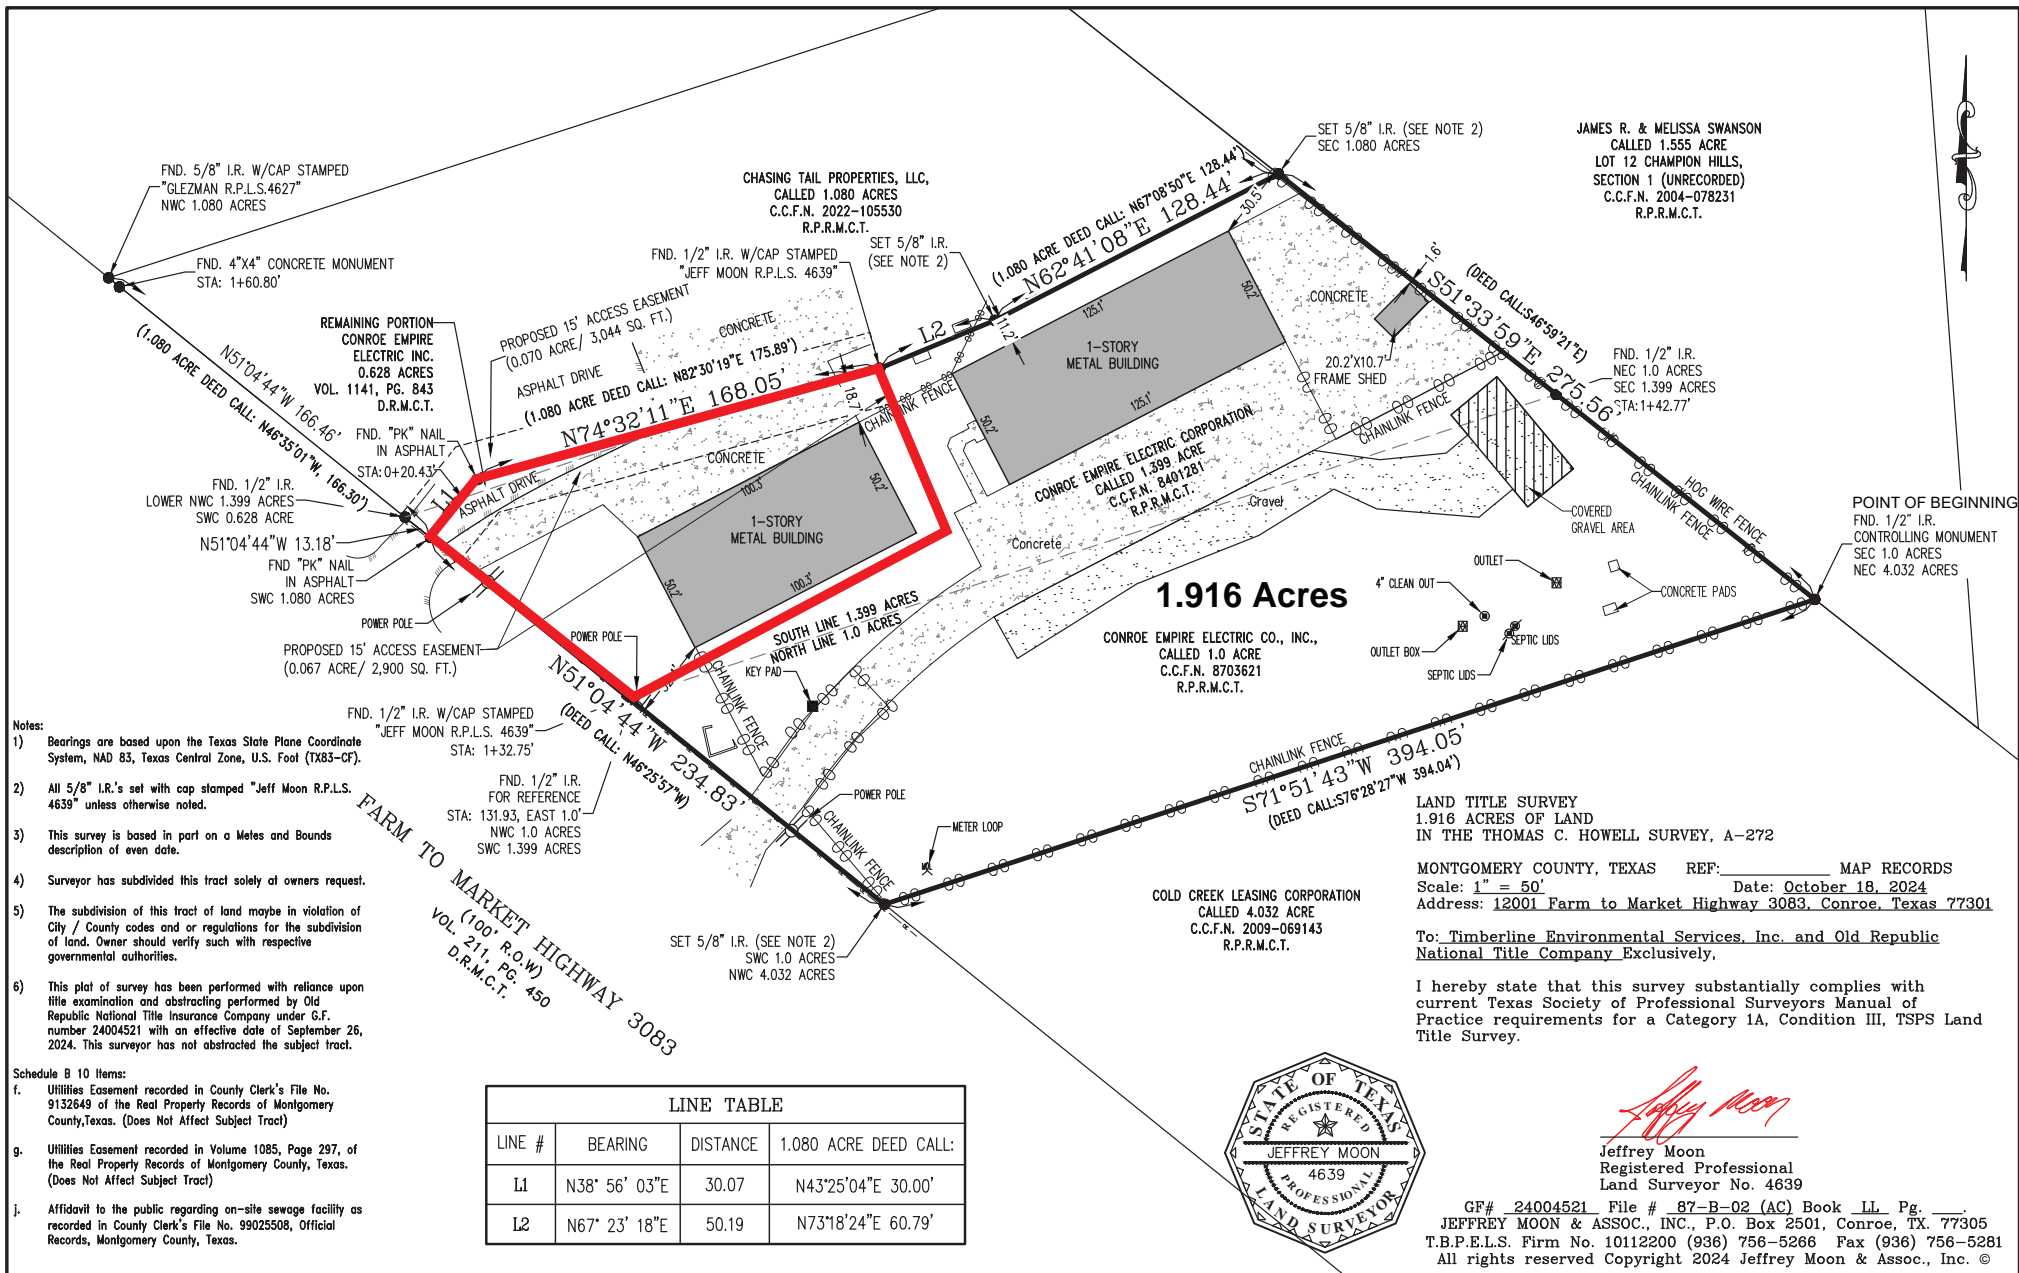 FND. 5/8" I.R. W/CAP STAMPED
"GLEZMAN R.P.L.S.4627"
NWC 1.080 ACRES
FND. 4"X4" CONCRETE MONUMENT
STA: 1+60.80'
(1.080 ACRE DEED CALL: N46°35'01"W, 166.30')
N51°04'44"W 166.46'
REMAINING PORTION
CONROE EMPIRE
ELECTRIC INC.
0.628 ACRES
VOL. 1141, PG. 843
D.R.M.C.T.
FND. "PK" NAIL
IN ASPHALT
STA: 0+20.43'
FND. 1/2" I.R.
LOWER NWC 1.399 ACRES
SWC 0.628 ACRE
N51°04'44"W 13.18'
FND "PK" NAIL
IN ASPHALT
SWC 1.080 ACRES
POWER POLE
PROPOSED 15' ACCESS EASEMENT
(0.067 ACRE/ 2,900 SQ. FT.)
L1
ASPHALT DRIVE
PROPOSED 15' ACCESS EASEMENT
(0.070 ACRE/ 3,044 SQ. FT.)
CONCRETE
ASPHALT DRIVE
(1.080 ACRE DEED CALL: N82°30'19"E 175.89')
N74°32'11"E 168.05'
CONCRETE
CHASING TAIL PROPERTIES, LLC,
CALLED 1.080 ACRES
C.C.F.N. 2022-105530
R.P.R.M.C.T.
FND. 1/2" I.R. W/CAP STAMPED
"JEFF MOON R.P.L.S. 4639"
SET 5/8" I.R.
(SEE NOTE 2)
L2
11.2'
18.7'
CHAINLINK FENCE
(1.080 ACRE DEED CALL: N67°08'50"E 128.44')
N62°41'08"E 128.44'
30.5'
SET 5/8" I.R. (SEE NOTE 2)
SEC 1.080 ACRES
JAMES R. & MELISSA SWANSON
CALLED 1.555 ACRE
LOT 12 CHAMPION HILLS,
SECTION 1 (UNRECORDED)
C.C.F.N. 2004-078231
R.P.R.M.C.T.
1.6'
(DEED CALL:S46°59'21"E)
S51°33'59"E 275.56'
CONCRETE
20.2'X10.7'
FRAME SHED
125.1'
50.2'
1-STORY
METAL BUILDING
50.2'
125.1'
100.3'
50.2'
1-STORY
METAL BUILDING
50.2'
100.3'
CONROE EMPIRE ELECTRIC CORPORATION
CALLED 1.399 ACRE
C.C.F.N. 8401281
R.P.R.M.C.T.
CHAINLINK FENCE
FND. 1/2" I.R.
NEC 1.0 ACRES
SEC 1.399 ACRES
STA:1+42.77'
Gravel
Concrete
COVERED
GRAVEL AREA
HOG WIRE FENCE
CHAINLINK FENCE
POINT OF BEGINNING
FND. 1/2" I.R.
CONTROLLING MONUMENT
SEC 1.0 ACRES
NEC 4.032 ACRES
OUTLET
4" CLEAN OUT
CONCRETE PADS
OUTLET BOX
SEPTIC LIDS
SEPTIC LIDS
1.916 Acres
CONROE EMPIRE ELECTRIC CO., INC.,
CALLED 1.0 ACRE
C.C.F.N. 8703621
R.P.R.M.C.T.
SOUTH LINE 1.399 ACRES
NORTH LINE 1.0 ACRES
POWER POLE
KEY PAD
CHAINLINK FENCE
FND. 1/2" I.R. W/CAP STAMPED
"JEFF MOON R.P.L.S. 4639"
STA: 1+32.75'
FND. 1/2" I.R.
FOR REFERENCE
STA: 131.93, EAST 1.0'
NWC 1.0 ACRES
SWC 1.399 ACRES
N51°04'44"W 234.83'
(DEED CALL: N46°25'57"W)
POWER POLE
CHAINLINK FENCE
METER LOOP
SET 5/8" I.R. (SEE NOTE 2)
SWC 1.0 ACRES
NWC 4.032 ACRES
CHAINLINK FENCE
S71°51'43"W 394.05'
(DEED CALL:S76°28'27"W 394.04')
COLD CREEK LEASING CORPORATION
CALLED 4.032 ACRE
C.C.F.N. 2009-069143
R.P.R.M.C.T.
FARM TO MARKET HIGHWAY 3083
(100' R.O.W)
VOL. 211, PG. 450
D.R.M.C.T.
Notes:
1) Bearings are based upon the Texas State Plane Coordinate
System, NAD 83, Texas Central Zone, U.S. Foot (TX83-CF).
2) All 5/8" I.R.'s set with cap stamped "Jeff Moon R.P.L.S.
4639" unless otherwise noted.
3) This survey is based in part on a Metes and Bounds
description of even date.
4) Surveyor has subdivided this tract solely at owners request.
5) The subdivision of this tract of land maybe in violation of
City / County codes and or regulations for the subdivision
of land. Owner should verify such with respective
governmental authorities.
6) This plat of survey has been performed with reliance upon
title examination and abstracting performed by Old
Republic National Title Insurance Company under G.F.
number 24004521 with an effective date of September 26,
2024. This surveyor has not abstracted the subject tract.
Schedule B 10 Items:
f. Utilities Easement recorded in County Clerk's File No.
9132649 of the Real Property Records of Montgomery
County,Texas. (Does Not Affect Subject Tract)
g. Utilities Easement recorded in Volume 1085, Page 297, of
the Real Property Records of Montgomery County, Texas.
(Does Not Affect Subject Tract)
j. Affidavit to the public regarding on-site sewage facility as
recorded in County Clerk's File No. 99025508, Official
Records, Montgomery County, Texas.
LINE TABLE
LINE # BEARING DISTANCE 1.080 ACRE DEED CALL:
L1 N38° 56' 03"E 30.07 N43°25'04"E 30.00'
L2 N67° 23' 18"E 50.19 N73°18'24"E 60.79'
LAND TITLE SURVEY
1.916 ACRES OF LAND
IN THE THOMAS C. HOWELL SURVEY, A-272
MONTGOMERY COUNTY, TEXAS REF:__________ MAP RECORDS
Scale: 1" = 50' Date: October 18, 2024
Address: 12001 Farm to Market Highway 3083, Conroe, Texas 77301
To: Timberline Environmental Services, Inc. and Old Republic
National Title Company Exclusively,
I hereby state that this survey substantially complies with
current Texas Society of Professional Surveyors Manual of
Practice requirements for a Category 1A, Condition III, TSPS Land
Title Survey.
STATE OF TEXAS
REGISTERED
JEFFREY MOON
4639
PROFESSIONAL
LAND SURVEYOR
Jeffrey Moon
Jeffrey Moon
Registered Professional
Land Surveyor No. 4639
GF# 24004521 File # 87-B-02 (AC) Book LL Pg. ___.
JEFFREY MOON & ASSOC., INC., P.O. Box 2501, Conroe, TX. 77305
T.B.P.E.L.S. Firm No. 10112200 (936) 756-5266 Fax (936) 756-5281
All rights reserved Copyright 2024 Jeffrey Moon & Assoc., Inc. ©